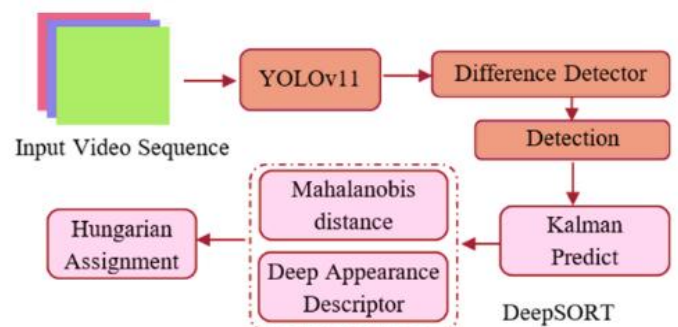 YOLOv11
Difference Detector
Input Video Sequence
Detection
Mahalanobis
distance
Hungarian
Assignment
Kalman
Predict
Deep Appearance
Descriptor
DeepSORT